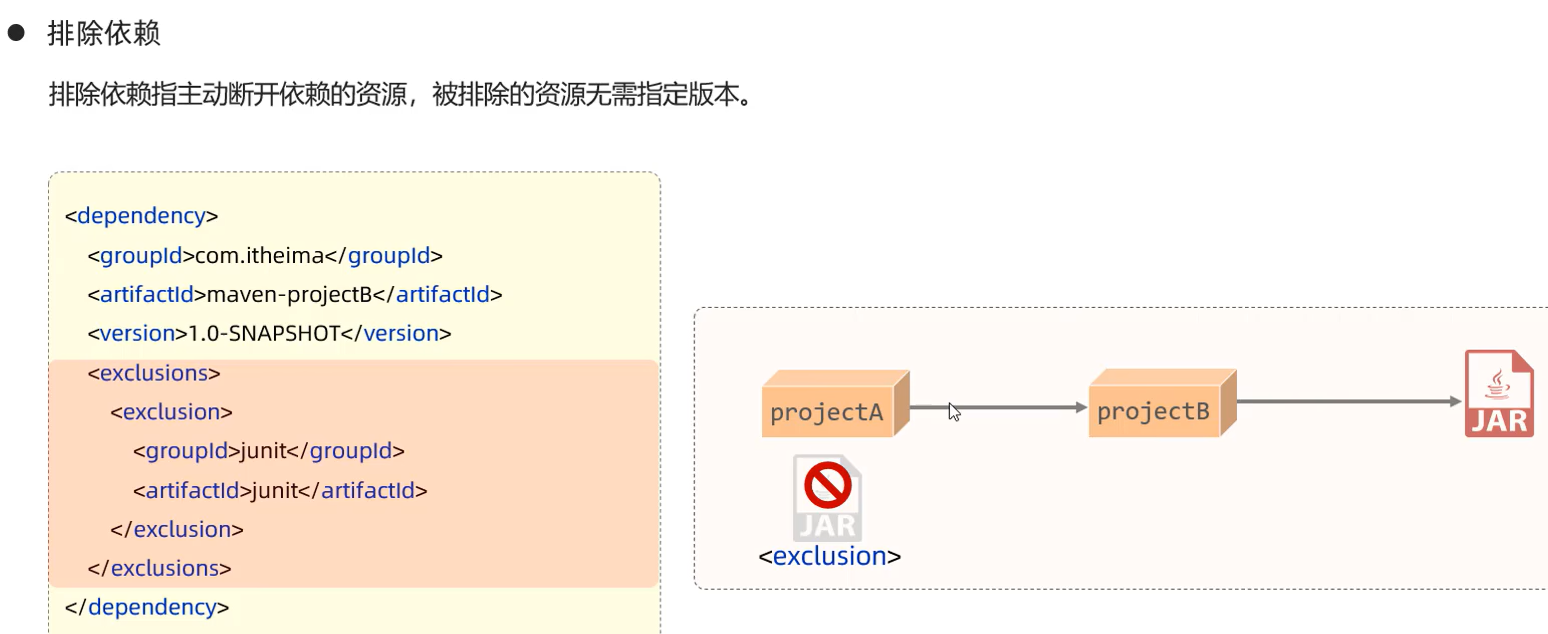 排除依赖
排除依赖指主动断开依赖的资源，被排除的资源无需指定版本。
<dependency>
<groupId>com.itheima</groupId>
<artifactId>maven-projectB</artifactId>
<version>1.0-SNAPSHOT</version>
<exclusions>
<exclusion>
<groupId>junit</groupId>
<artifactId>junit</artifactId>
</exclusion>
</exclusions>
</dependency>
projectA
projectB
JAR
JAR
<exclusion>